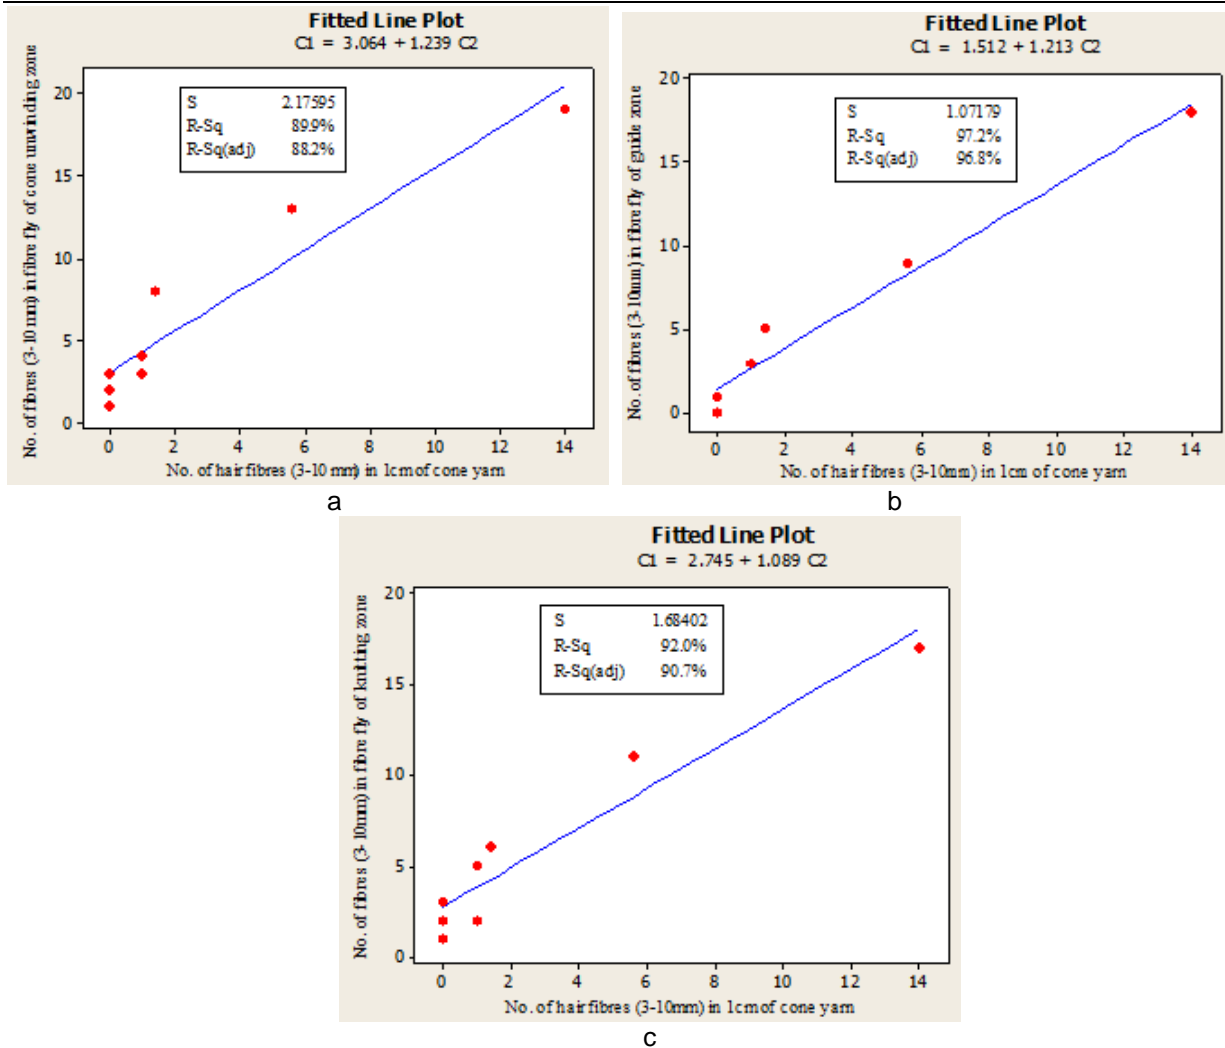 Fitted Line Plot
C1 = 3.064 + 1.239 C2
No. of fibres (3-10 mm) in fibre fly of cone unwinding zone
20
15
10
5
0
S 2.17595
R-Sq 89.9%
R-Sq(adj) 88.2%
0 2 4 6 8 10 12 14
No. of hair fibres (3-10 mm) in 1cm of cone yarn
a
Fitted Line Plot
C1 = 1.512 + 1.213 C2
No. of fibres (3-10mm) in fibre fly of guide zone
20
15
10
5
0
S 1.07179
R-Sq 97.2%
R-Sq(adj) 96.8%
0 2 4 6 8 10 12 14
No. of hair fibres (3-10mm) in 1cm of cone yarn
b
Fitted Line Plot
C1 = 2.745 + 1.089 C2
No. of fibres (3-10mm) in fibre fly of knitting zone
20
15
10
5
0
S 1.68402
R-Sq 92.0%
R-Sq(adj) 90.7%
0 2 4 6 8 10 12 14
No. of hair fibres (3-10mm) in 1cm of cone yarn
c